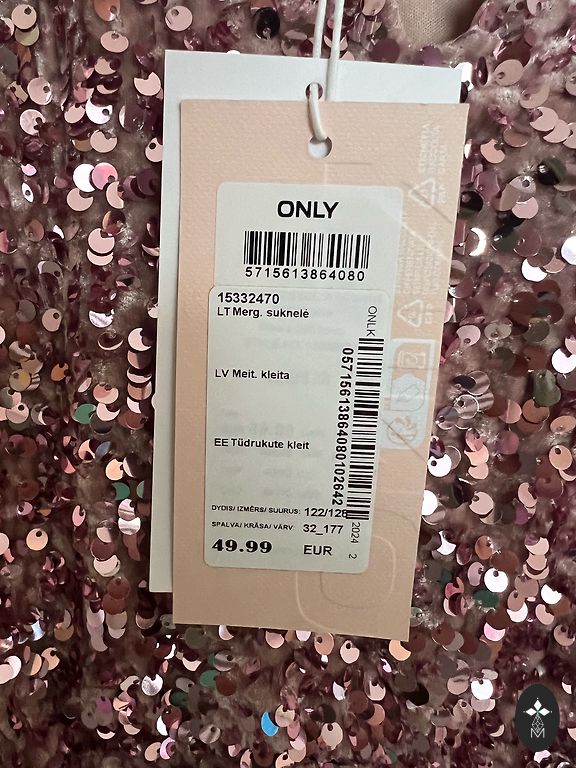 ONLY
5715613864080
15332470
LT Merg. suknelė
ONLK
LV Meit. kleita
EE Tüdrukute kleit
05715613864080102642
DYDIS/ IZMĒRS/ SUURUS: 122/128
SPALVA/ KRĀSA/ VÄRV: 32_177
2024 2
49.99 EUR